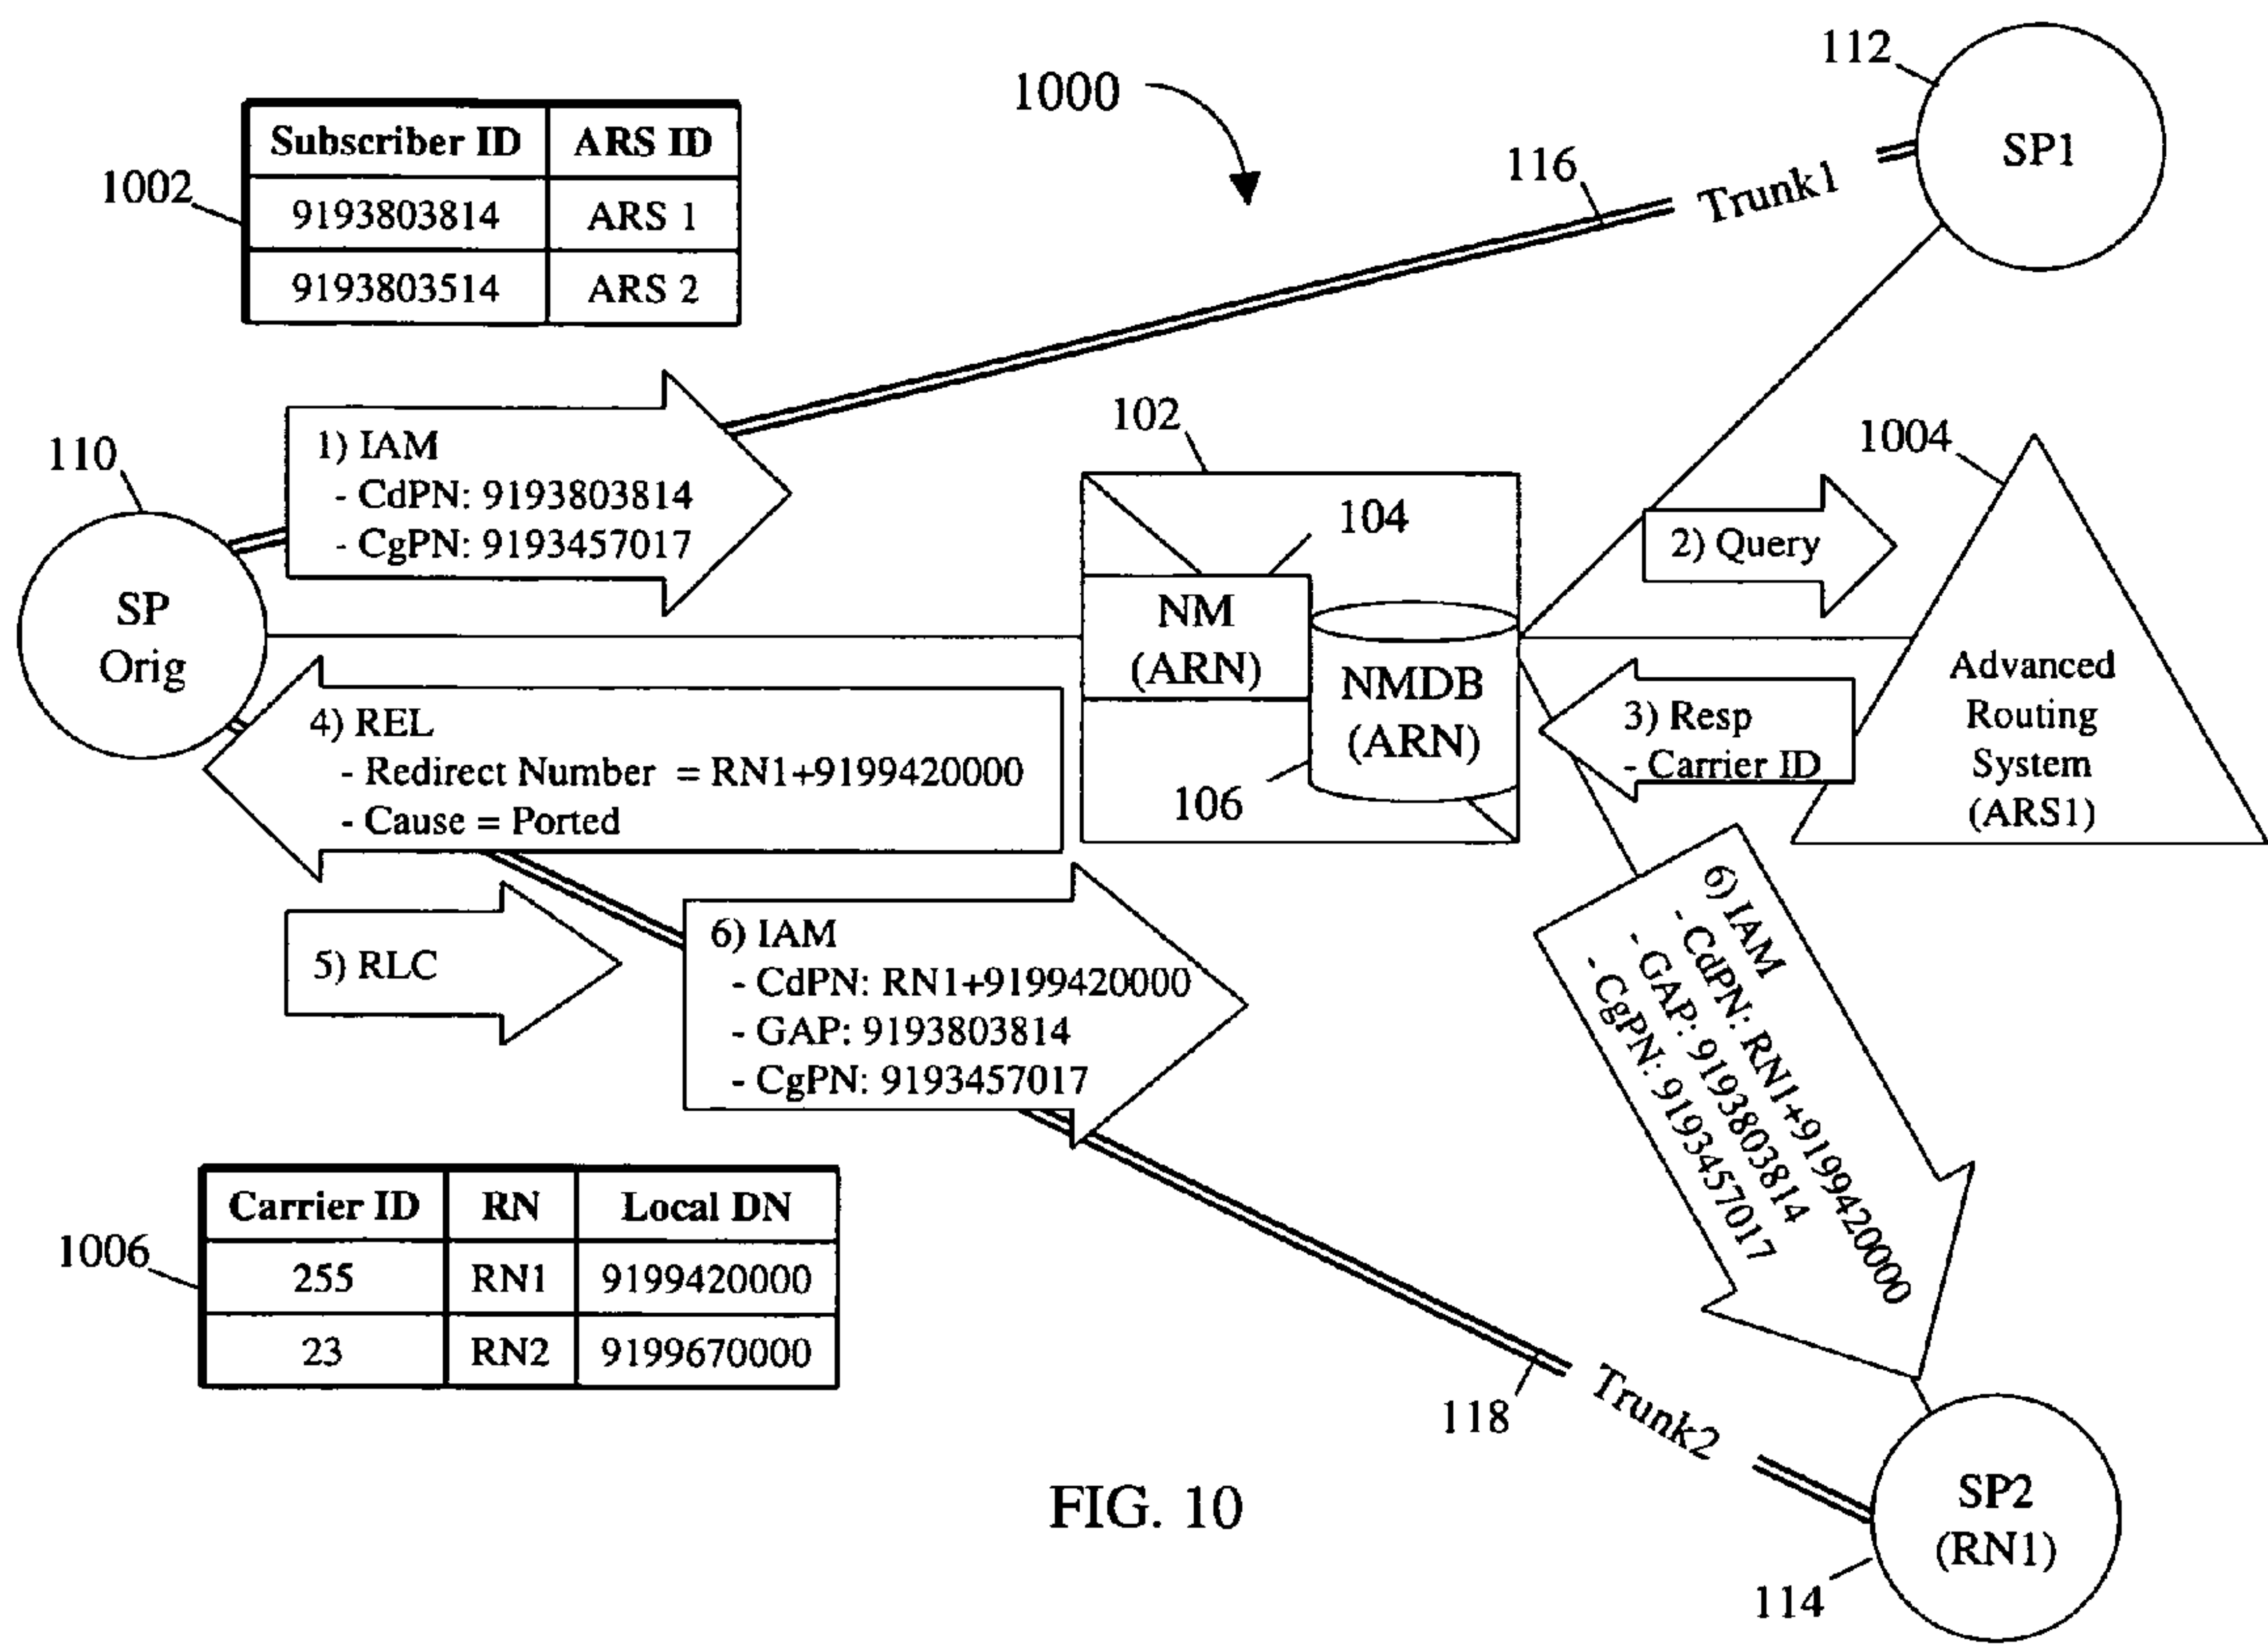 112
1000
SP1
Subscriber ID ARS ID
116
Trunk1
1002
9193803814 ARS 1
9193803514 ARS 2
102
1004
110
1) IAM
- CdPN: 9193803814
- CgPN: 9193457017
104
2) Query
SP
Orig
NM
(ARN)
NMDB
(ARN)
Advanced
Routing
System
(ARS1)
3) Resp
- Carrier ID
4) REL
- Redirect Number = RN1+9199420000
- Cause = Ported
106
5) RLC
6) IAM
- CdPN: RN1+9199420000
- GAP: 9193803814
- CgPN: 9193457017
6) IAM
- CdPN: RN1+9199420000
- GAP: 9193803814
- CgPN: 9193457017
Carrier ID RN Local DN
1006
255 RN1 9199420000
23 RN2 9199670000
118
Trunk2
FIG. 10
SP2
(RN1)
114